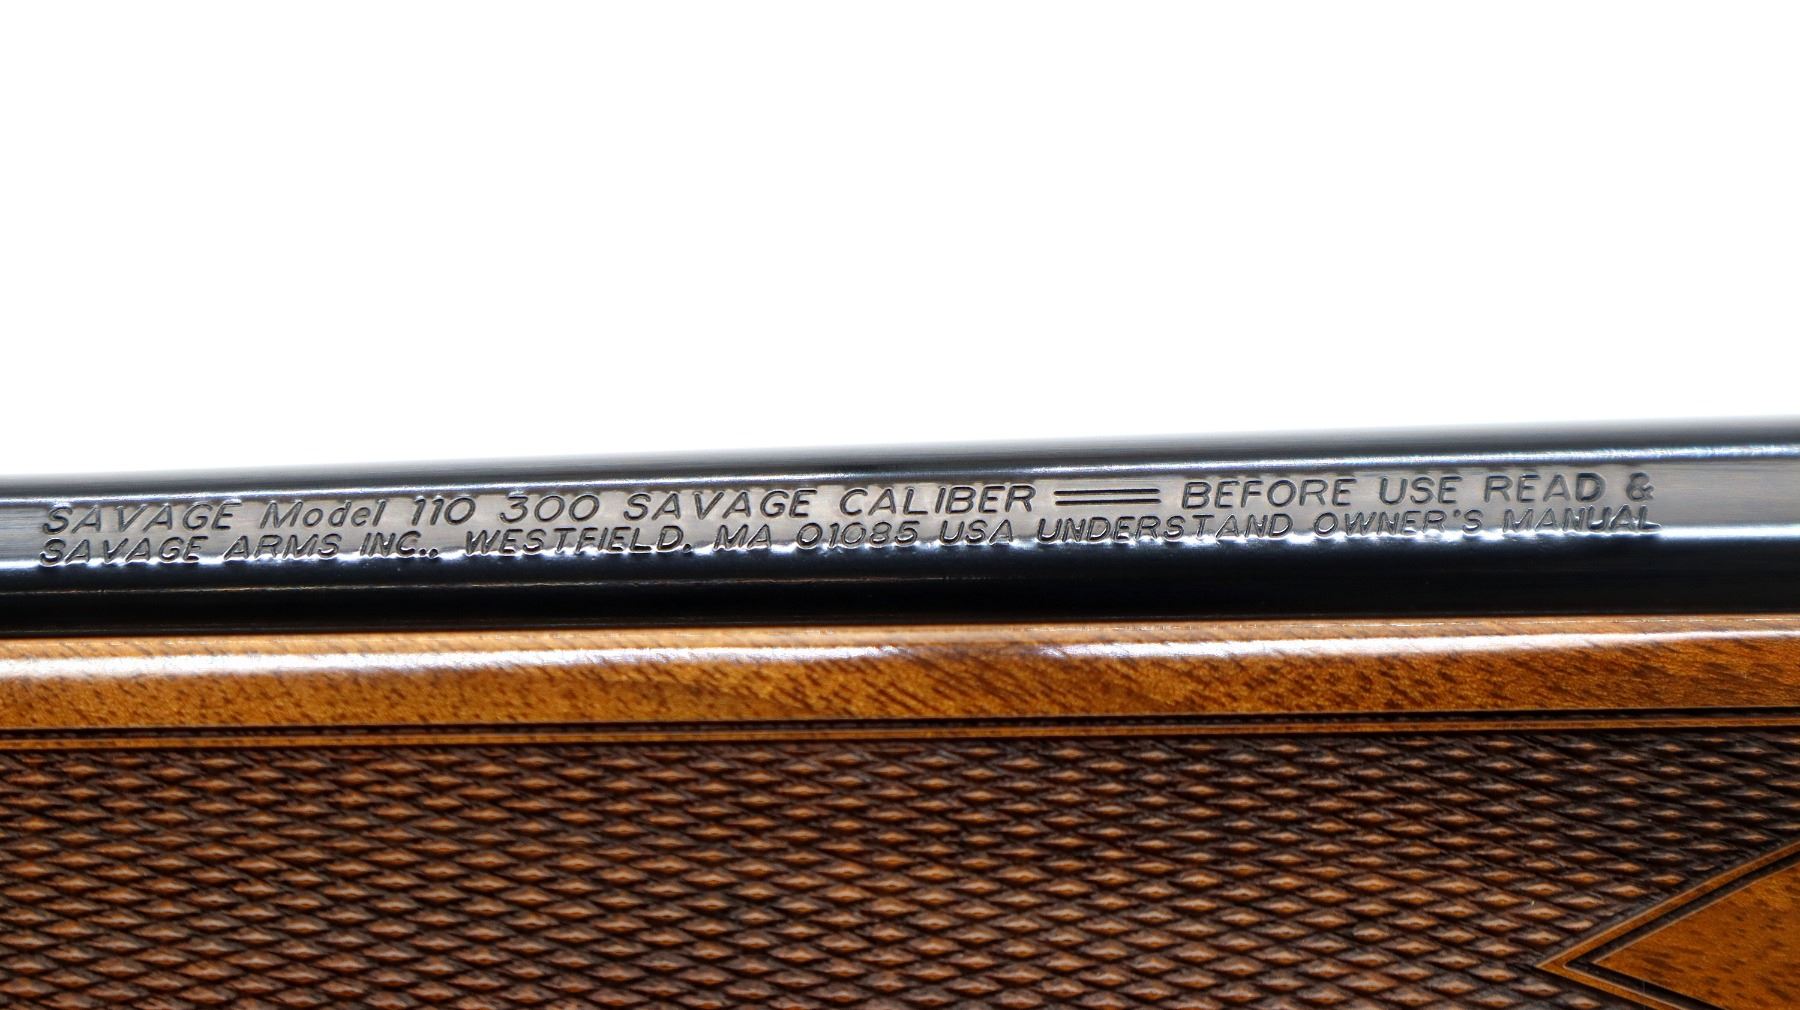 SAVAGE Model 110 300 SAVAGE CALIBER ═══ BEFORE USE READ &
SAVAGE ARMS INC., WESTFIELD, MA 01085 USA UNDERSTAND OWNER'S MANUAL